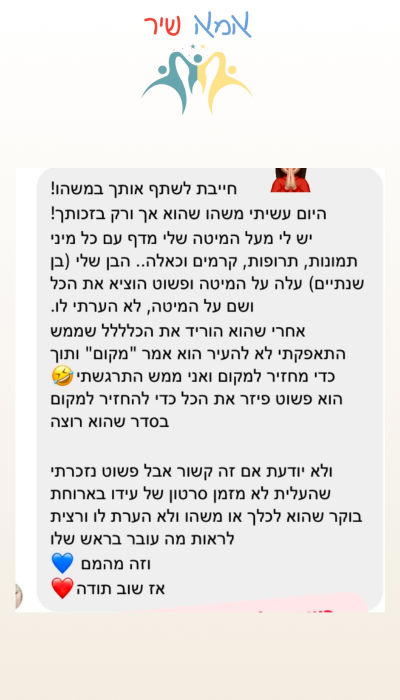 אמא שיר
חייבת לשתף אותך במשהו!
היום עשיתי משהו שהוא אך ורק בזכותך!
יש לי מעל המיטה שלי מדף עם כל מיני
תמונות, תרופות, קרמים וכאלה.. הבן שלי (בן
שנתיים) עלה על המיטה ופשוט הוציא את הכל
ושם על המיטה, לא הערתי לו.
אחרי שהוא הוריד את הכללללל שממש
התאפקתי לא להעיר הוא אמר "מקום" ותוך
כדי מחזיר למקום ואני ממש התרגשתי🤣
הוא פשוט פיזר את הכל כדי להחזיר למקום
בסדר שהוא רוצה
ולא יודעת אם זה קשור אבל פשוט נזכרתי
שהעלית לא מזמן סרטון של עידו בארוחת
בוקר שהוא לכלך או משהו ולא הערת לו ורצית
לראות מה עובר בראש שלו
וזה מהמם 💙
אז שוב תודה❤️